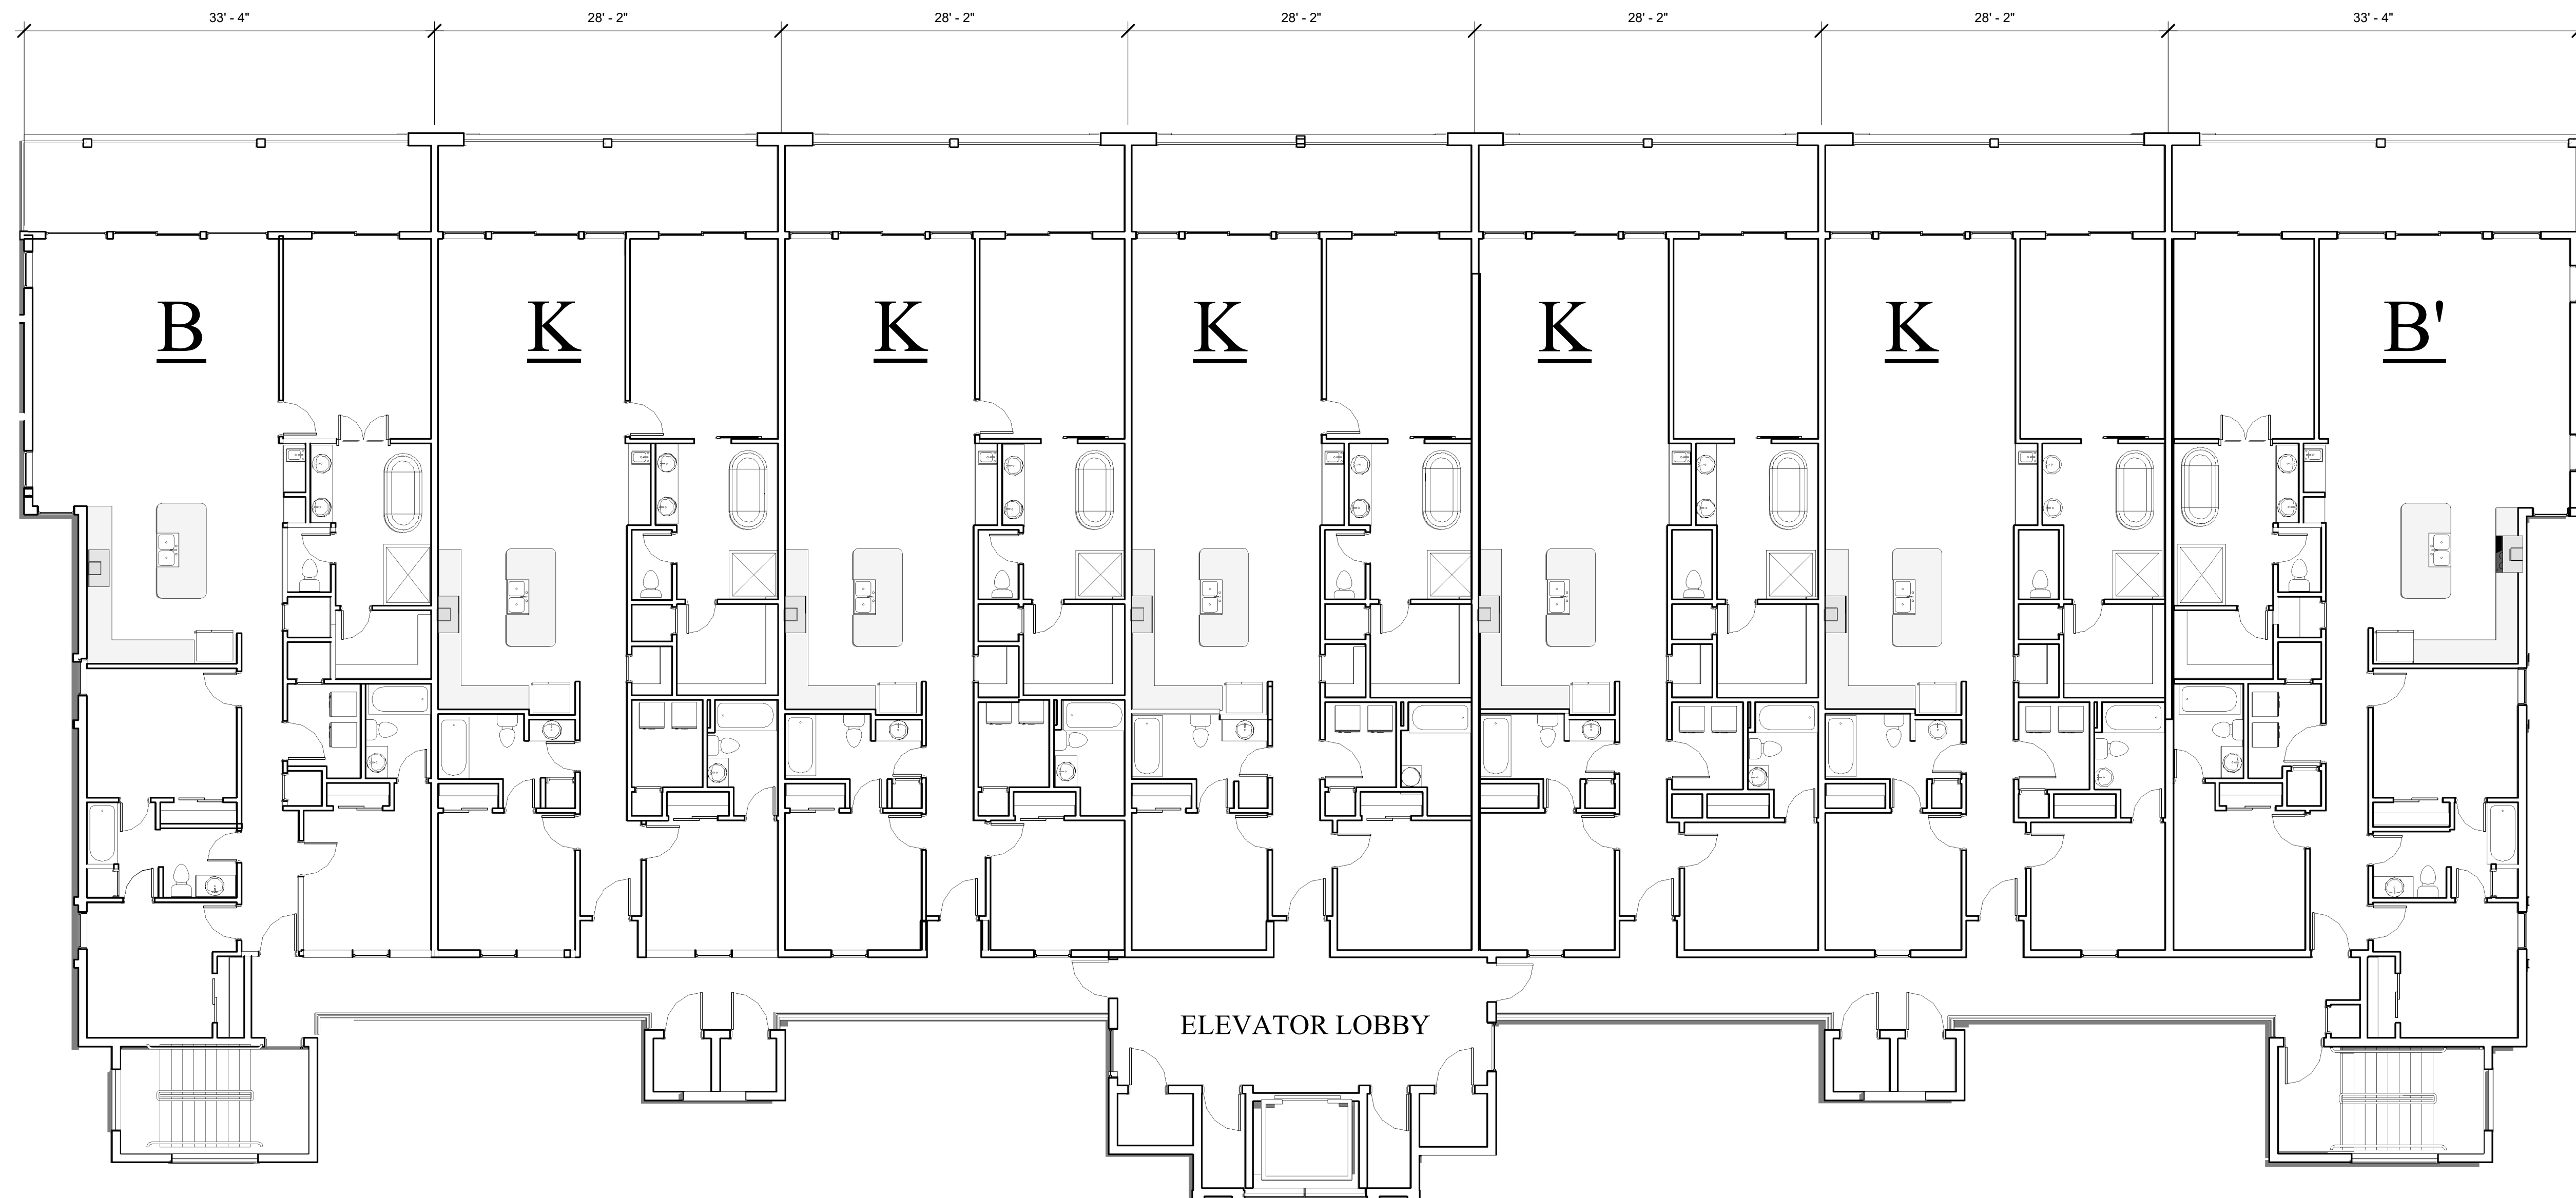 33' - 4" 28' - 2" 28' - 2" 28' - 2" 28' - 2" 28' - 2" 33' - 4"
B K K K K K B'
ELEVATOR LOBBY